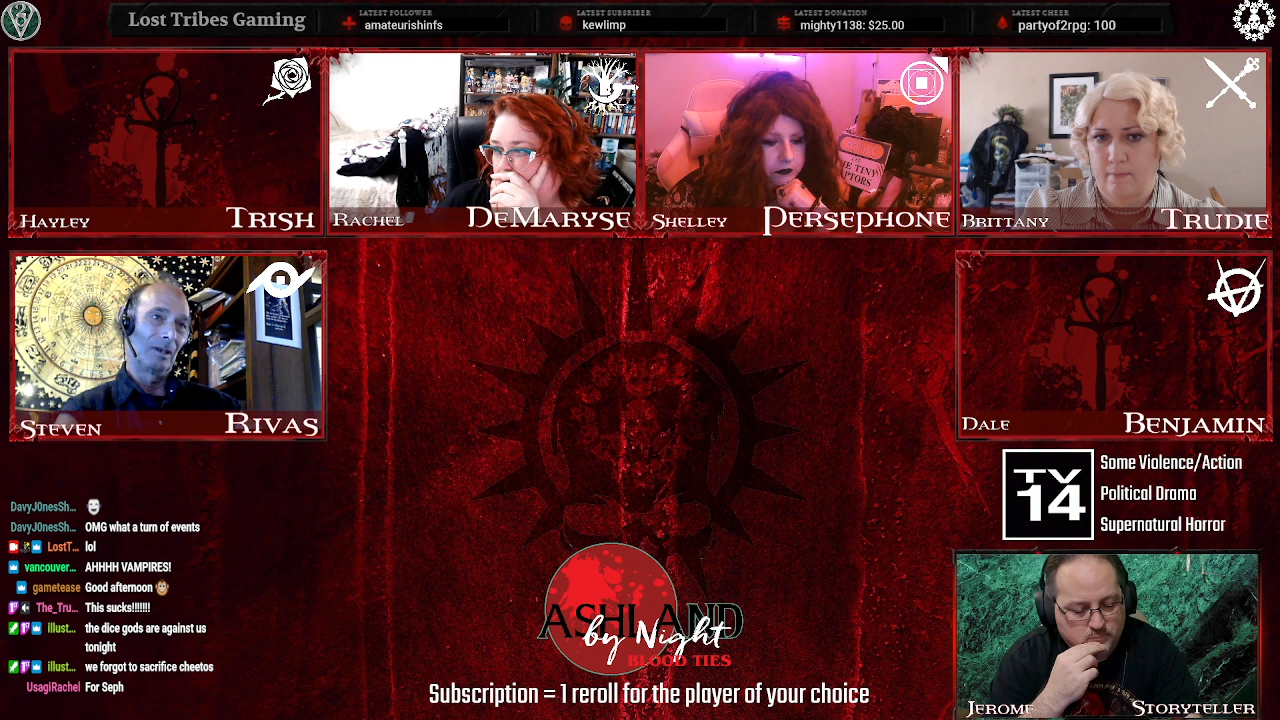 Lost Tribes Gaming
LATEST FOLLOWER
amateurishinfs
LATEST SUBSRIBER
kewlimp
LATEST DONATION
mighty1138: $25.00
LATEST CHEER
partyof2rpg: 100
HAYLEY TRISH
RACHEL DEMARYSE
SHELLEY PERSEPHONE
THE TINY
BRITTANY TRUDIE
STEVEN RIVAS
DALE BENJAMIN
TV
14
Some Violence/Action
Political Drama
Supernatural Horror
DavyJ0nesSh...
DavyJ0nesSh... OMG what a turn of events
LostT... lol
vancouver... AHHHH VAMPIRES!
gametease Good afternoon
The_Tru... This sucks!!!!!!!
illust... the dice gods are against us
tonight
illust... we forgot to sacrifice cheetos
UsagiRachel For Seph
ASHLAND
by Night
BLOOD TIES
Subscription = 1 reroll for the player of your choice
JEROME STORYTELLER